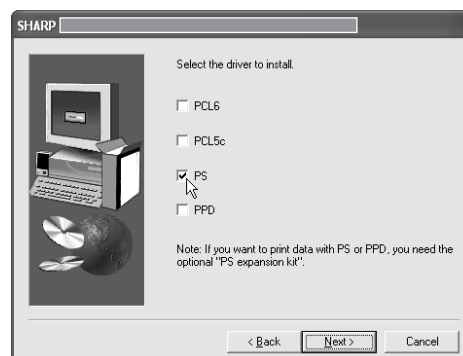 SHARP
Select the driver to install.
PCL6
PCL5c
PS
PPD
Note: If you want to print data with PS or PPD, you need the
optional "PS expansion kit".
< Back
Next >
Cancel